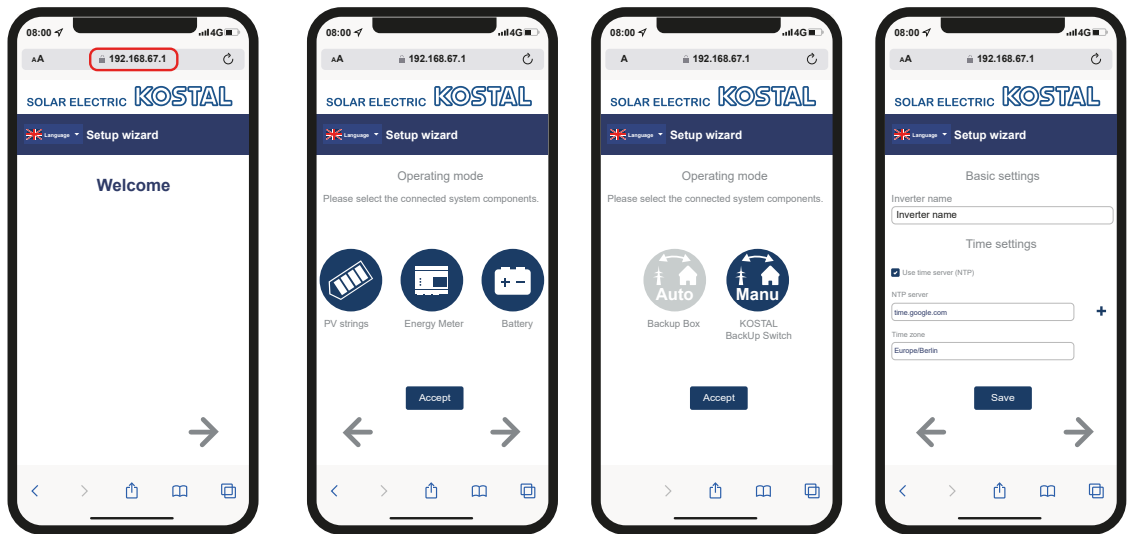 08:00
4G
AA
192.168.67.1
SOLAR ELECTRIC KOSTAL
Language
Setup wizard
Welcome
08:00
4G
AA
192.168.67.1
SOLAR ELECTRIC KOSTAL
Language
Setup wizard
Operating mode
Please select the connected system components.
PV strings
Energy Meter
Battery
Accept
08:00
4G
A
192.168.67.1
SOLAR ELECTRIC KOSTAL
Language
Setup wizard
Operating mode
Please select the connected system components.
Auto
Manu
Backup Box
KOSTAL
BackUp Switch
Accept
08:00
4G
AA
192.168.67.1
SOLAR ELECTRIC KOSTAL
Language
Setup wizard
Basic settings
Inverter name
Inverter name
Time settings
Use time server (NTP)
NTP server
time.google.com
Time zone
Europe/Berlin
Save